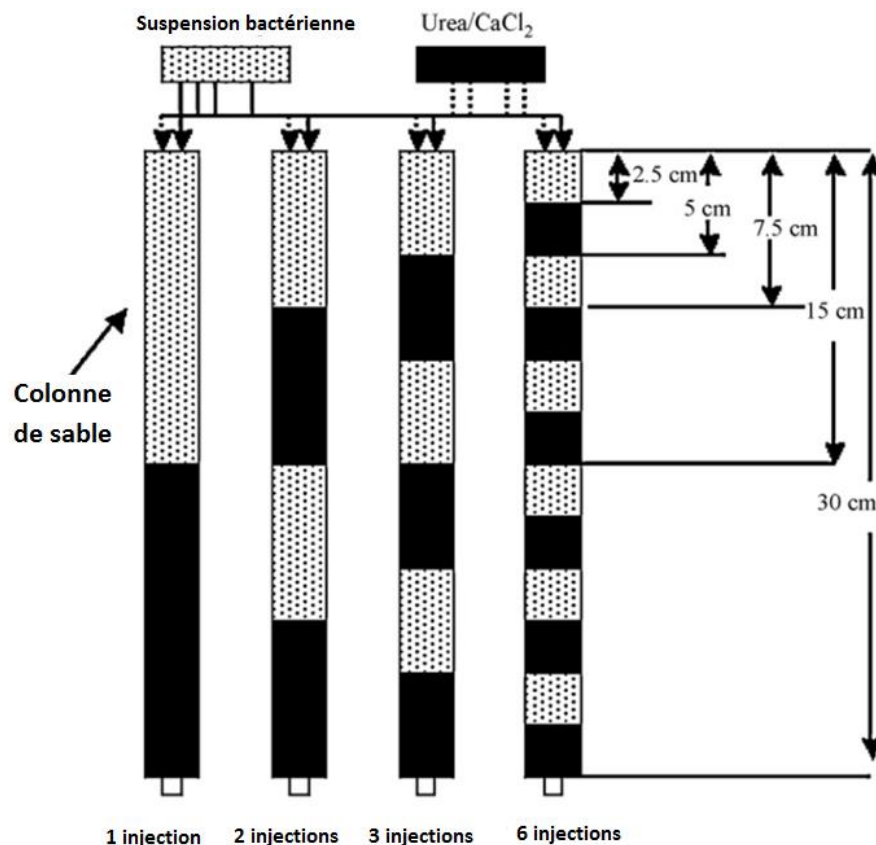 Suspension bactérienne
Urea/CaCl₂
2.5 cm
5 cm
7.5 cm
15 cm
30 cm
Colonne
de sable
1 injection
2 injections
3 injections
6 injections